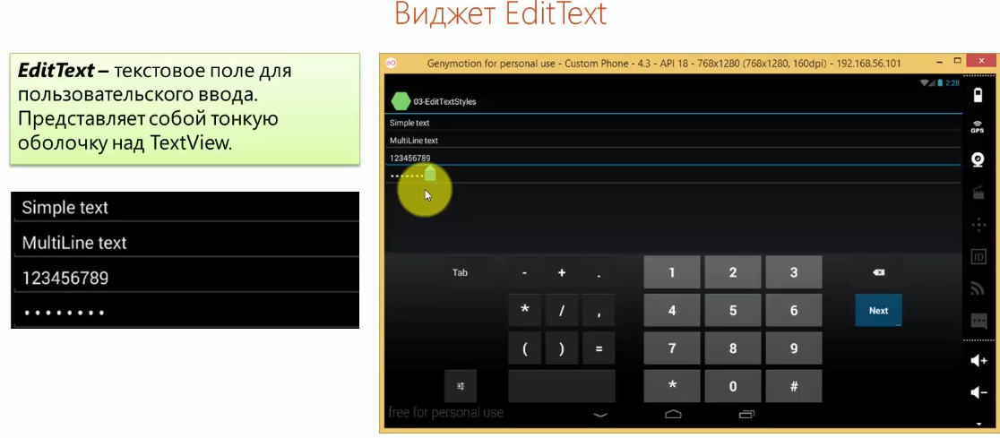 Виджет EditText
EditText – текстовое поле для
пользовательского ввода.
Представляет собой тонкую
оболочку над TextView.
Simple text
MultiLine text
123456789
........
Genymotion for personal use - Custom Phone - 4.3 - API 18 - 768x1280 (768x1280, 160dpi) - 192.168.56.101
2:28
03-EditTextStyles
Simple text
MultiLine text
123456789
Tab - + . 1 2 3
* / , 4 5 6 Next
( ) = 7 8 9
* 0 #
free for personal use
GPS
ID